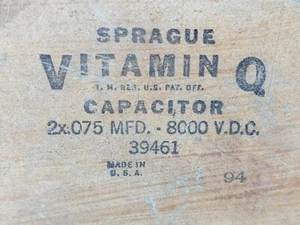 SPRAGUE
VITAMIN Q
T. M. REG. U.S. PAT. OFF.
CAPACITOR
2x.075 MFD. - 8000 V.D.C.
39461
MADE IN
U. S. A.
94